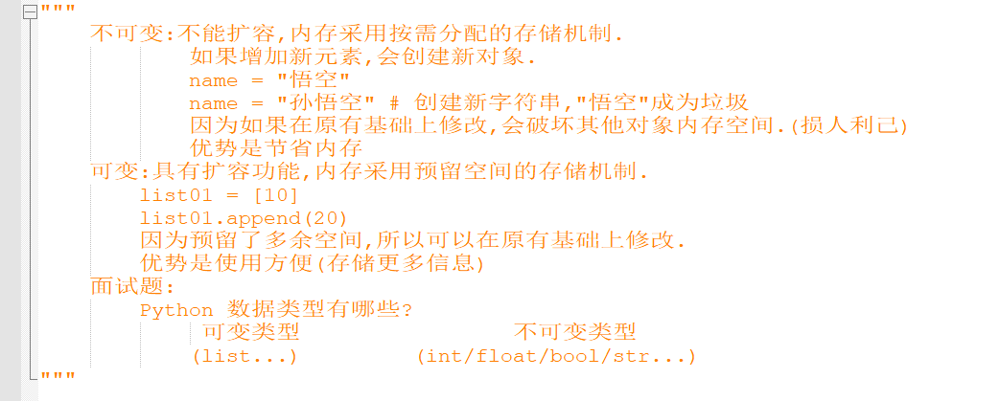 """
不可变:不能扩容,内存采用按需分配的存储机制.
如果增加新元素,会创建新对象.
name = "悟空"
name = "孙悟空" # 创建新字符串,"悟空"成为垃圾
因为如果在原有基础上修改,会破坏其他对象内存空间.(损人利己)
优势是节省内存
可变:具有扩容功能,内存采用预留空间的存储机制.
list01 = [10]
list01.append(20)
因为预留了多余空间,所以可以在原有基础上修改.
优势是使用方便(存储更多信息)
面试题:
Python 数据类型有哪些?
可变类型 不可变类型
(list...) (int/float/bool/str...)
"""